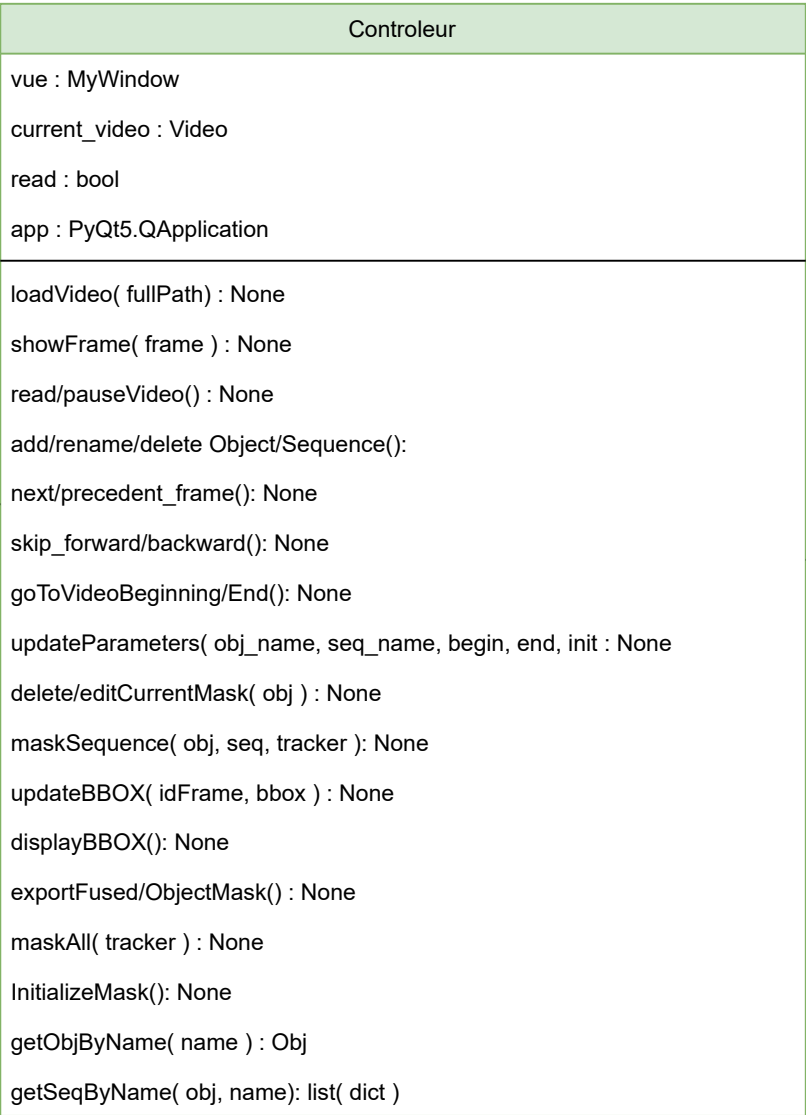 Controleur
vue : MyWindow
current_video : Video
read : bool
app : PyQt5.QApplication
loadVideo( fullPath) : None
showFrame( frame ) : None
read/pauseVideo() : None
add/rename/delete Object/Sequence():
next/precedent_frame(): None
skip_forward/backward(): None
goToVideoBeginning/End(): None
updateParameters( obj_name, seq_name, begin, end, init : None
delete/editCurrentMask( obj ) : None
maskSequence( obj, seq, tracker ): None
updateBBOX( idFrame, bbox ) : None
displayBBOX(): None
exportFused/ObjectMask() : None
maskAll( tracker ) : None
InitializeMask(): None
getObjByName( name ) : Obj
getSeqByName( obj, name): list( dict )